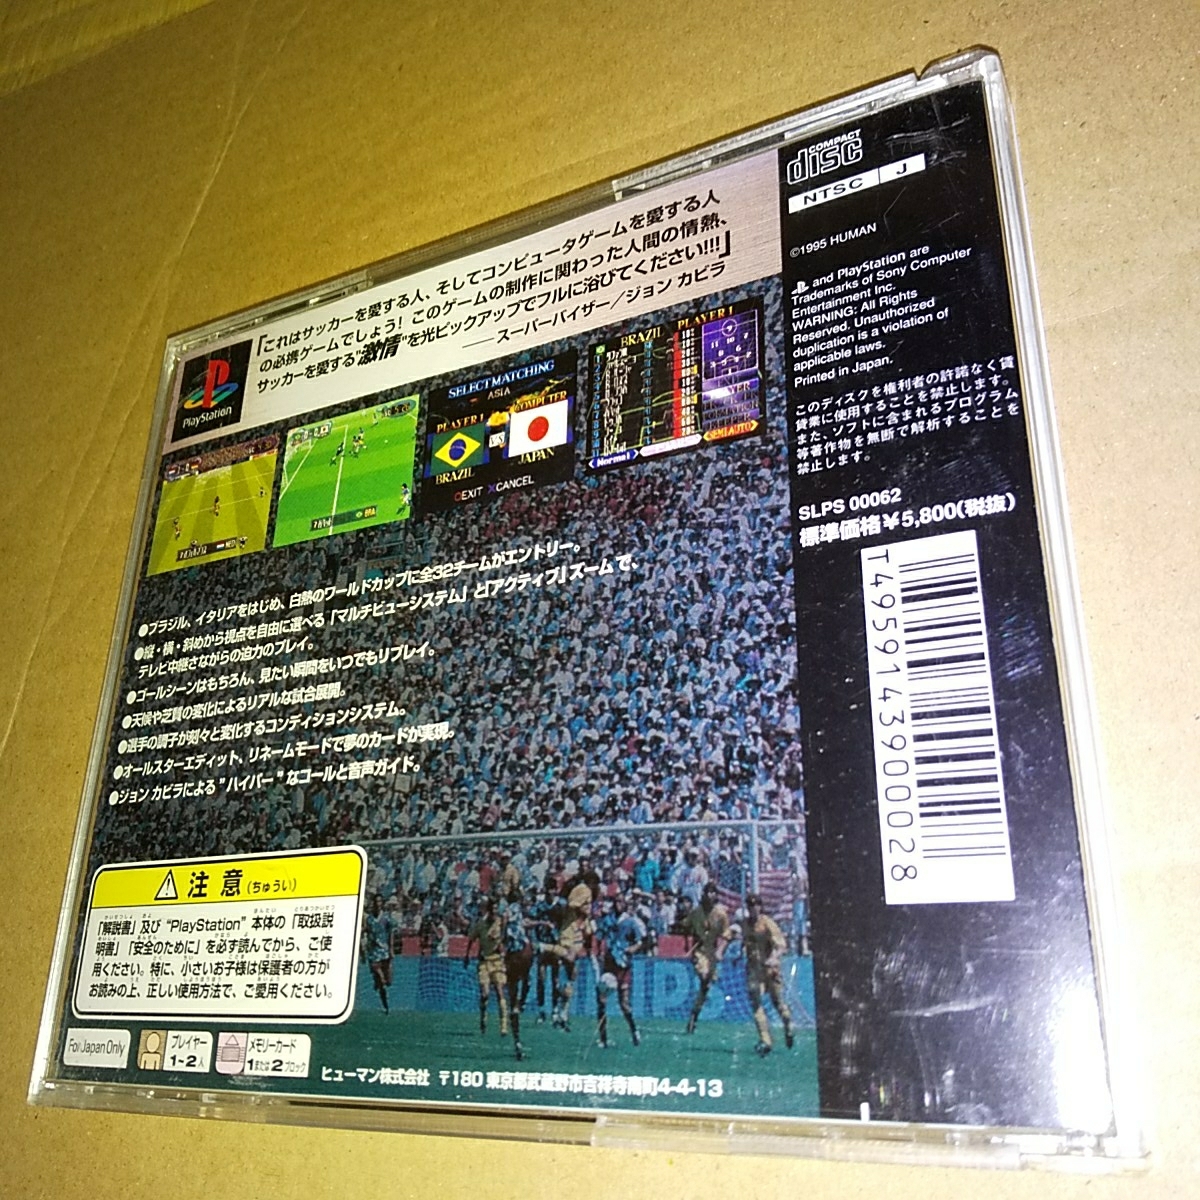 「これはサッカーを愛する人、そしてコンピュータゲームを愛する人
の必携ゲームでしょう! このゲームの制作に関わった人間の情熱、
サッカーを愛する"激情"を光ピックアップでフルに浴びてください!!!」
──スーパーバイザー/ジョン カビラ
PlayStation
SELECT MATCHING
ASIA
PLAYER 1
COMPUTER
VS
BRAZIL
JAPAN
EXIT ×CANCEL
BRAZIL
PLAYER 1
Normal
SEMI AUTO
NED
BRA
●ブラジル、イタリアをはじめ、白熱のワールドカップに全32チームがエントリー。
●縦・横・斜めから視点を自由に選べる「マルチビューシステム」と「アクティブ」ズームで、
テレビ中継さながらの迫力のプレイ。
●ゴールシーンはもちろん、見たい瞬間をいつでもリプレイ。
●天候や芝質の変化によるリアルな試合展開。
●選手の調子が刻々と変化するコンディションシステム。
●オールスターエディット、リネームモードで夢のカードが実現。
●ジョン カビラによる"ハイパー"なコールと音声ガイド。
注意(ちゅうい)
「解説書」及び"PlayStation"本体の「取扱説
明書」「安全のために」を必ず読んでから、ご使
用ください。特に、小さいお子様は保護者の方が
お読みの上、正しい使用方法で、ご愛用ください。
For Japan Only
プレイヤー
1~2人
メモリーカード
1または2ブロック
ヒューマン株式会社 〒180 東京都武蔵野市吉祥寺南町4-4-13
COMPACT
disc
NTSC J
©1995 HUMAN
and PlayStation are
Trademarks of Sony Computer
Entertainment Inc.
WARNING: All Rights
Reserved. Unauthorized
duplication is a violation of
applicable laws.
Printed in Japan.
このディスクを権利者の許諾なく賃
貸業に使用することを禁止します。
また、ソフトに含まれるプログラム
等著作物を無断で解析することを
禁止します。
SLPS 00062
標準価格¥5,800(税抜)
T4959143900028